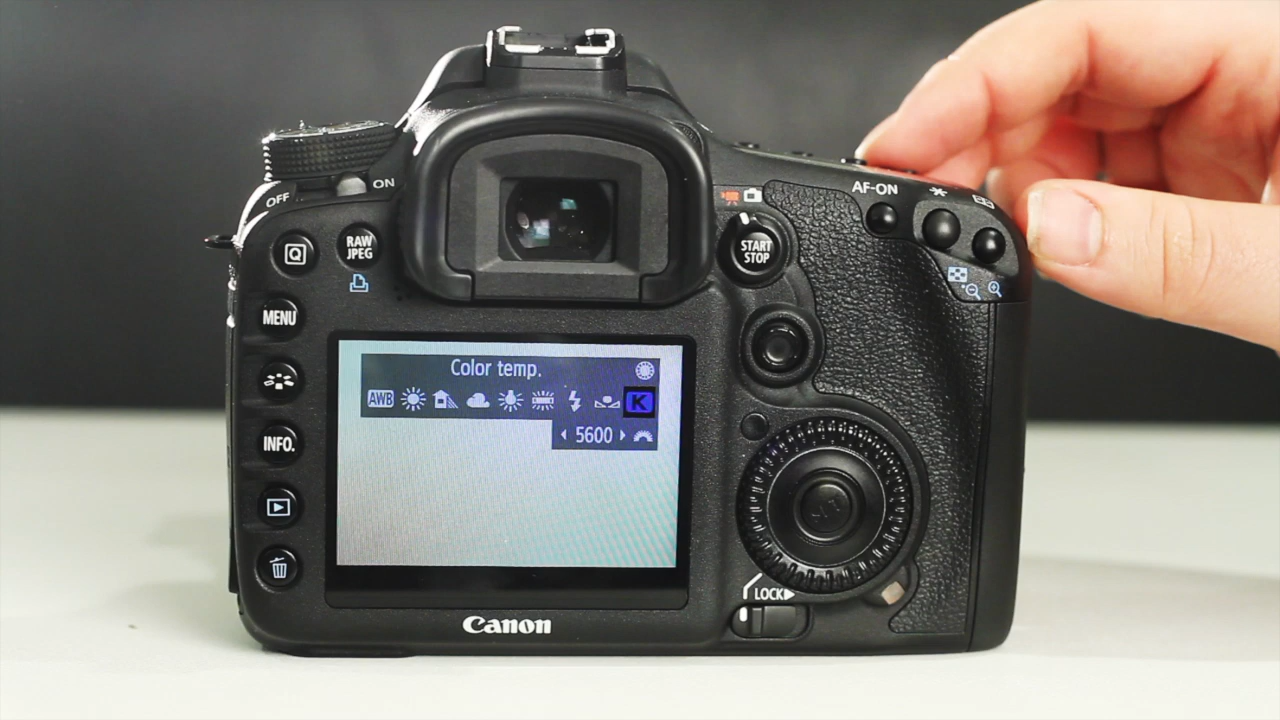 OFF
ON
Q
RAW
JPEG
MENU
INFO.
START
STOP
AF-ON
Color temp.
AWB
K
5600
LOCK
Canon